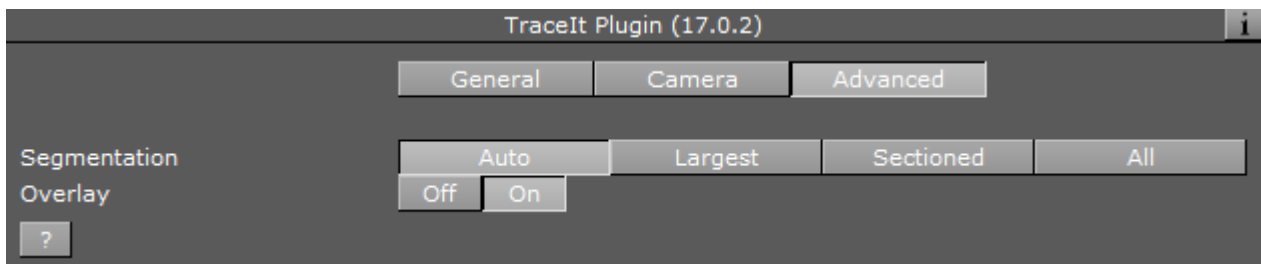 TraceIt Plugin (17.0.2) i
General Camera Advanced
Segmentation Auto Largest Sectioned All
Overlay Off On
?